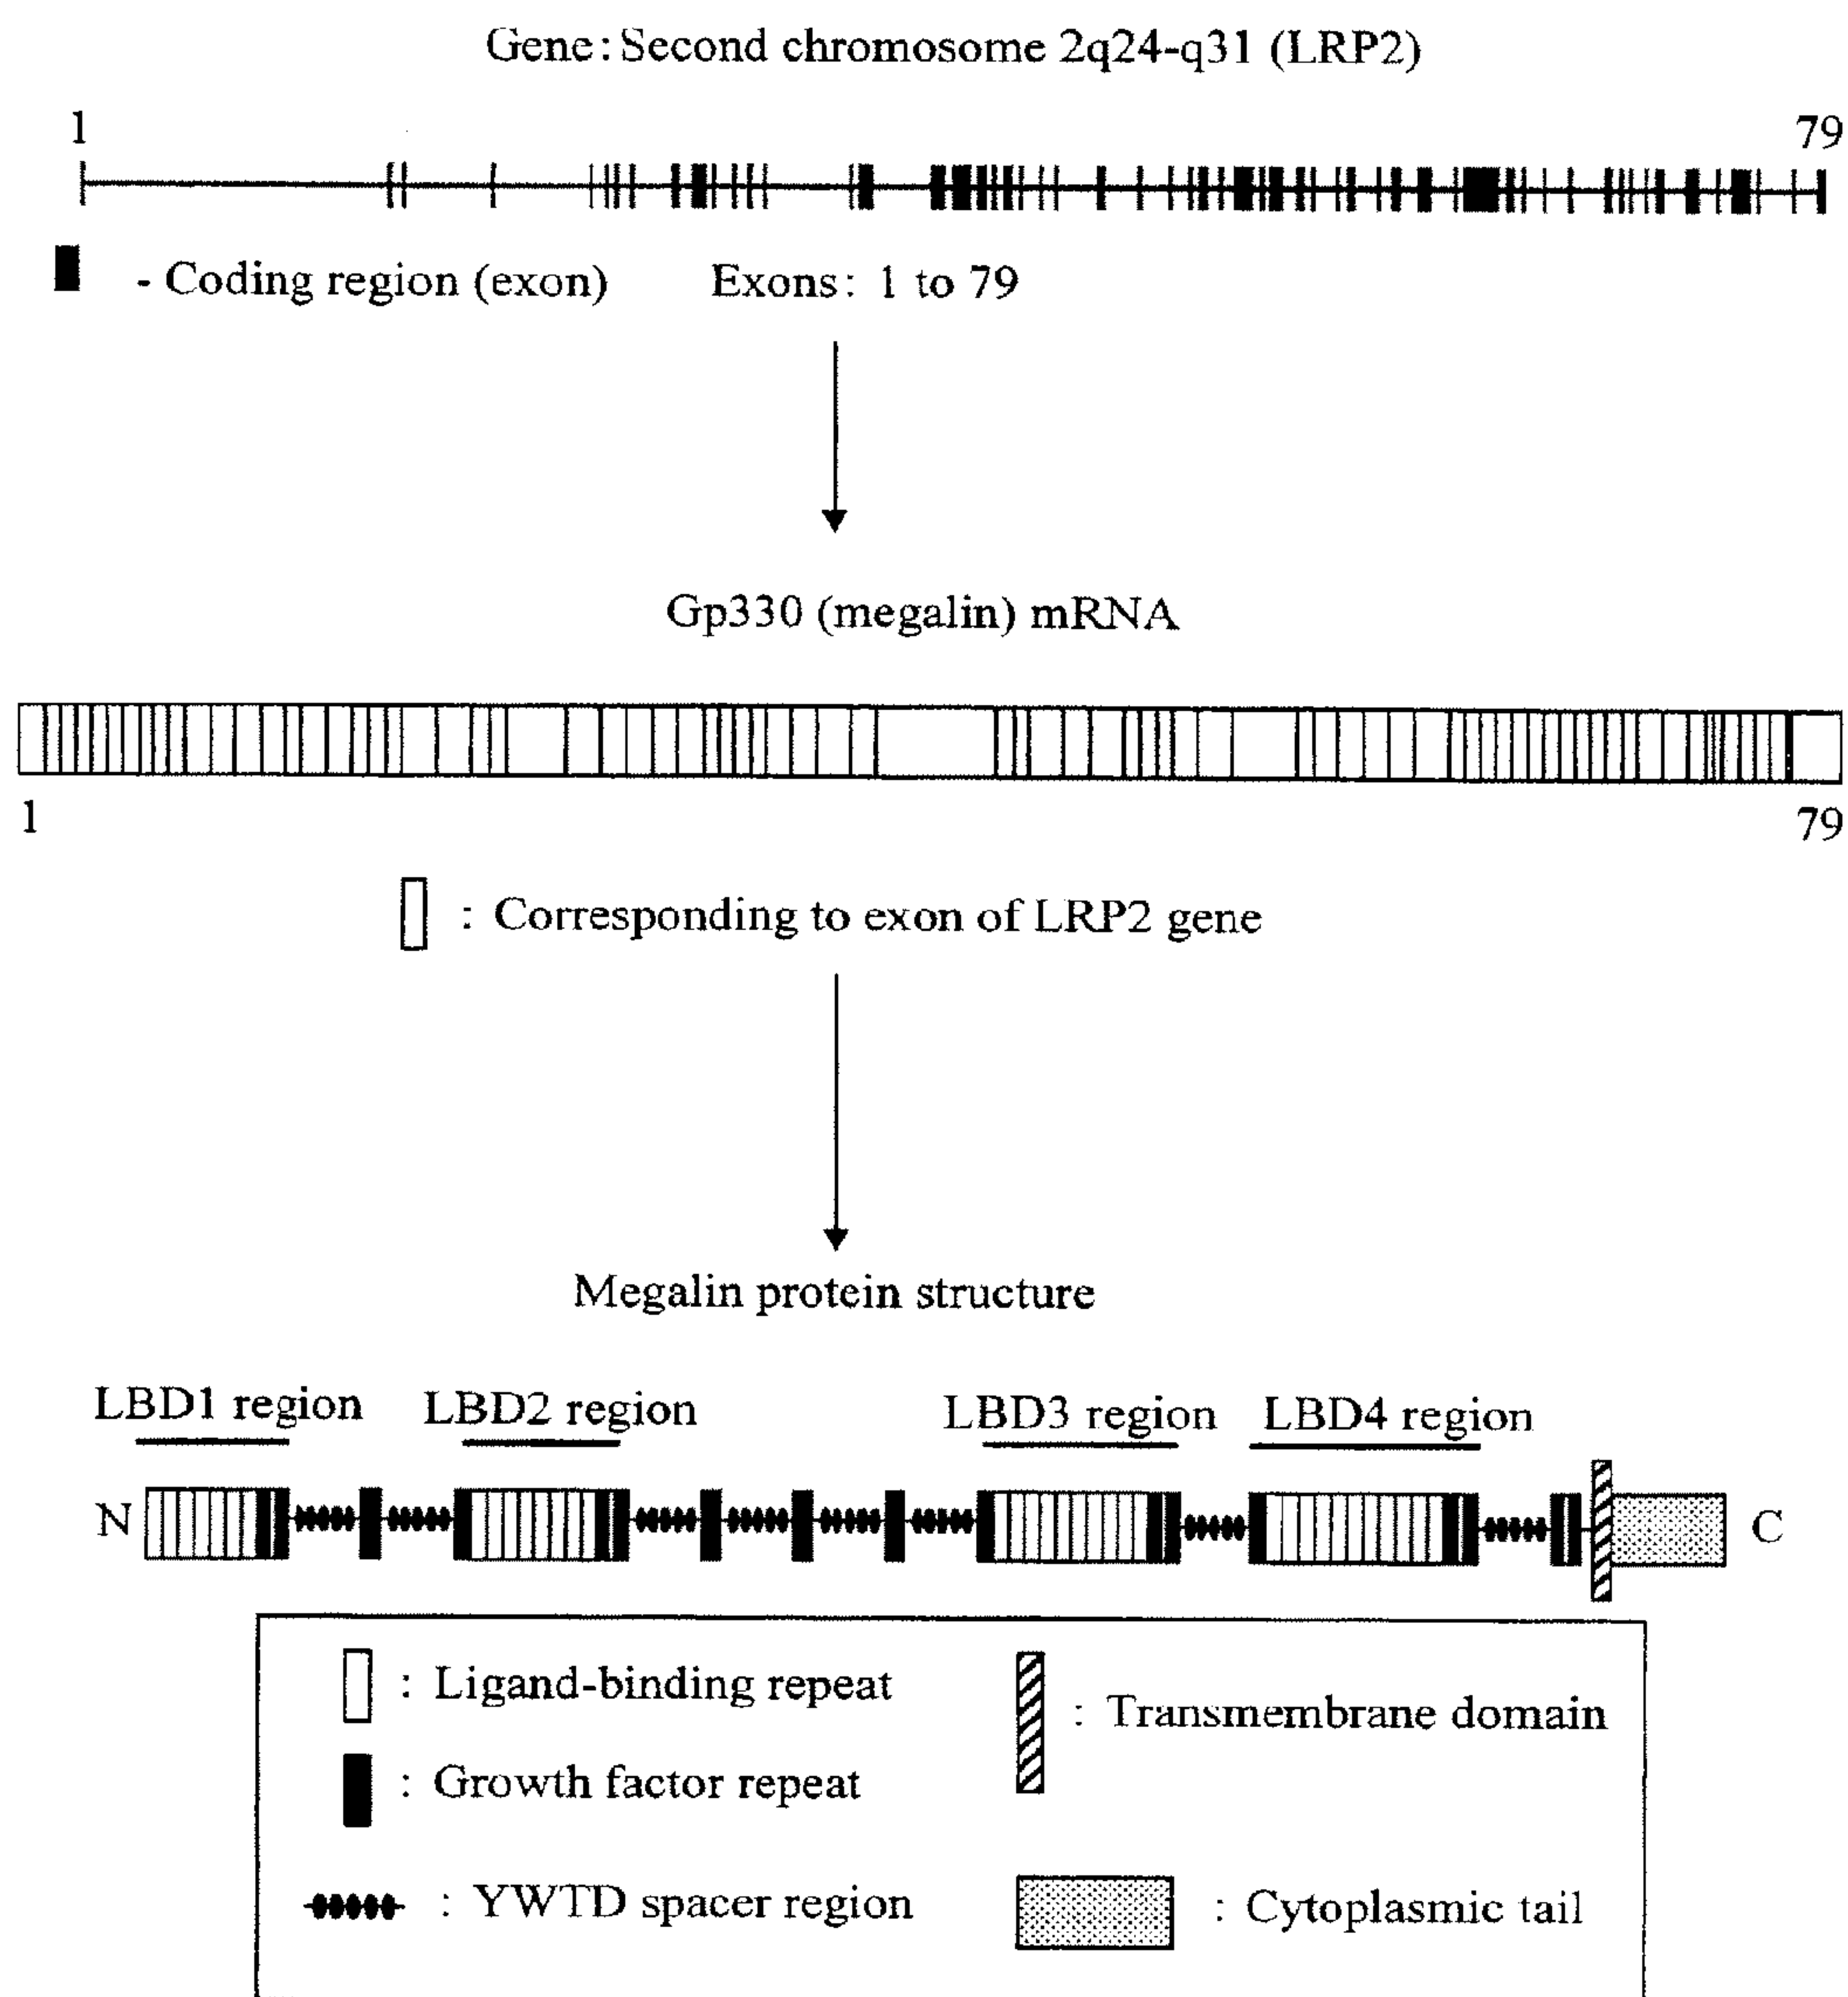 Gene: Second chromosome 2q24-q31 (LRP2)
1 79
- Coding region (exon) Exons: 1 to 79
Gp330 (megalin) mRNA
1 79
: Corresponding to exon of LRP2 gene
Megalin protein structure
LBD1 region LBD2 region LBD3 region LBD4 region
N C
: Ligand-binding repeat
: Transmembrane domain
: Growth factor repeat
: YWTD spacer region
: Cytoplasmic tail